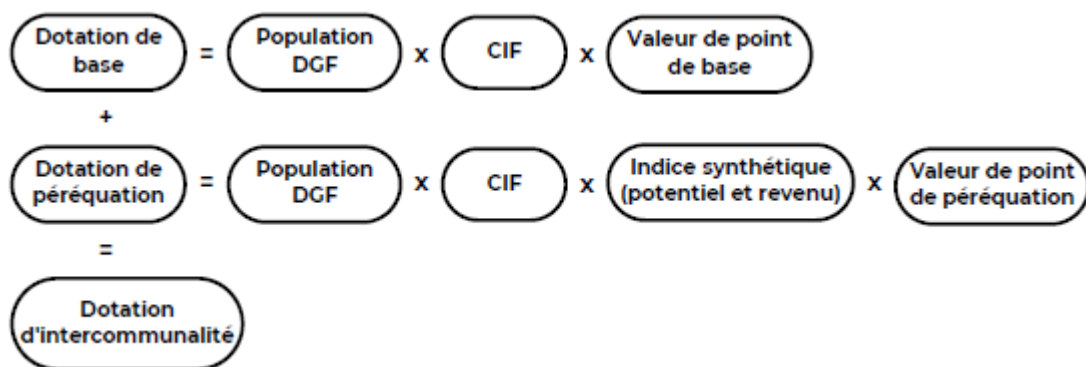 Dotation de base = Population DGF x CIF x Valeur de point de base
+
Dotation de péréquation = Population DGF x CIF x Indice synthétique (potentiel et revenu) x Valeur de point de péréquation
=
Dotation d'intercommunalité